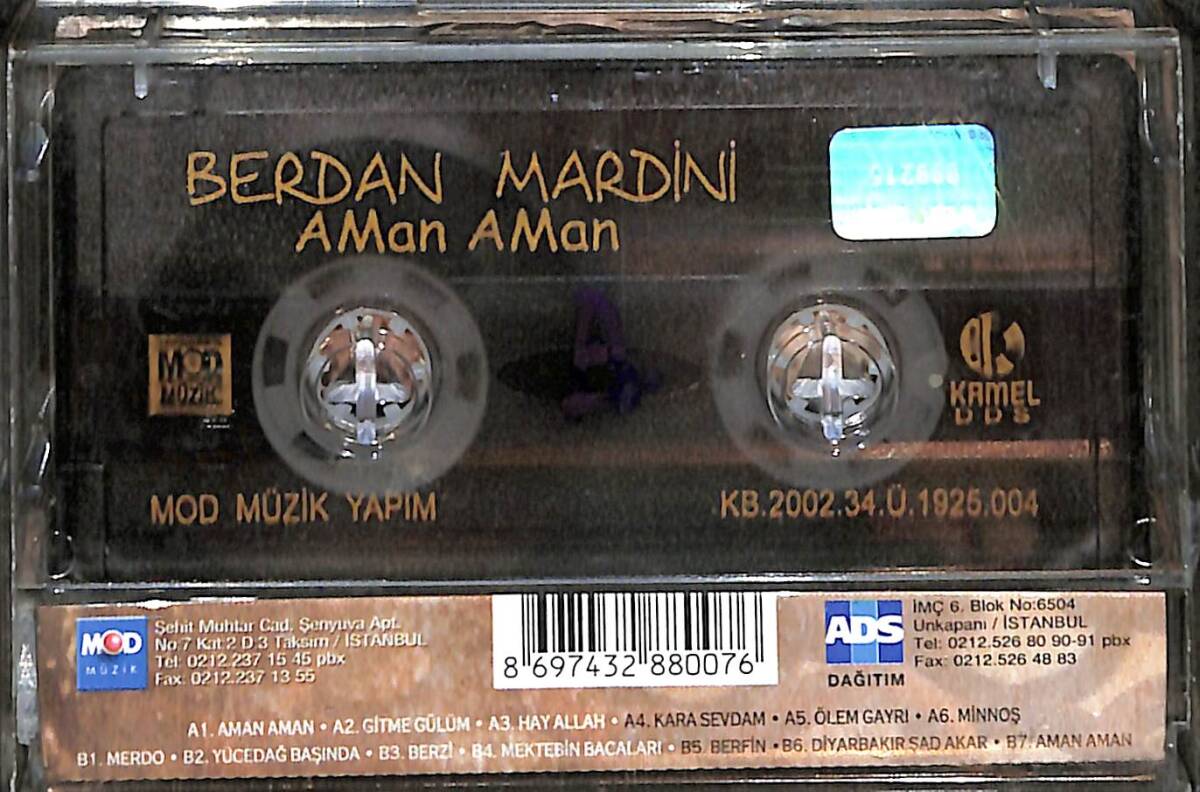 BERDAN MARDİNİ
AMan AMan
A
MOD
MÜZİK
KAMEL
DDS
MOD MÜZİK YAPIM
KB.2002.34.Ü.1925.004
MOD
MÜZİK
Şehit Muhtar Cad. Şenyuva Apt.
No:7 Kat 2 D 3 Taksim / İSTANBUL
Tel: 0212.237 15 45 pbx
Fax: 0212.237 13 55
8 697432 880076
ADS
DAĞITIM
İMÇ 6. Blok No:6504
Unkapanı / İSTANBUL
Tel: 0212.526 80 90-91 pbx
Fax: 0212.526 48 83
A1. AMAN AMAN • A2. GİTME GÜLÜM • A3. HAY ALLAH • A4. KARA SEVDAM • A5. ÖLEM GAYRI • A6. MİNNOŞ
B1. MERDO • B2. YÜCEDAĞ BAŞINDA • B3. BERZİ • B4. MEKTEBİN BACALARI • B5. BERFİN • B6. DİYARBAKIR ŞAD AKAR • B7. AMAN AMAN